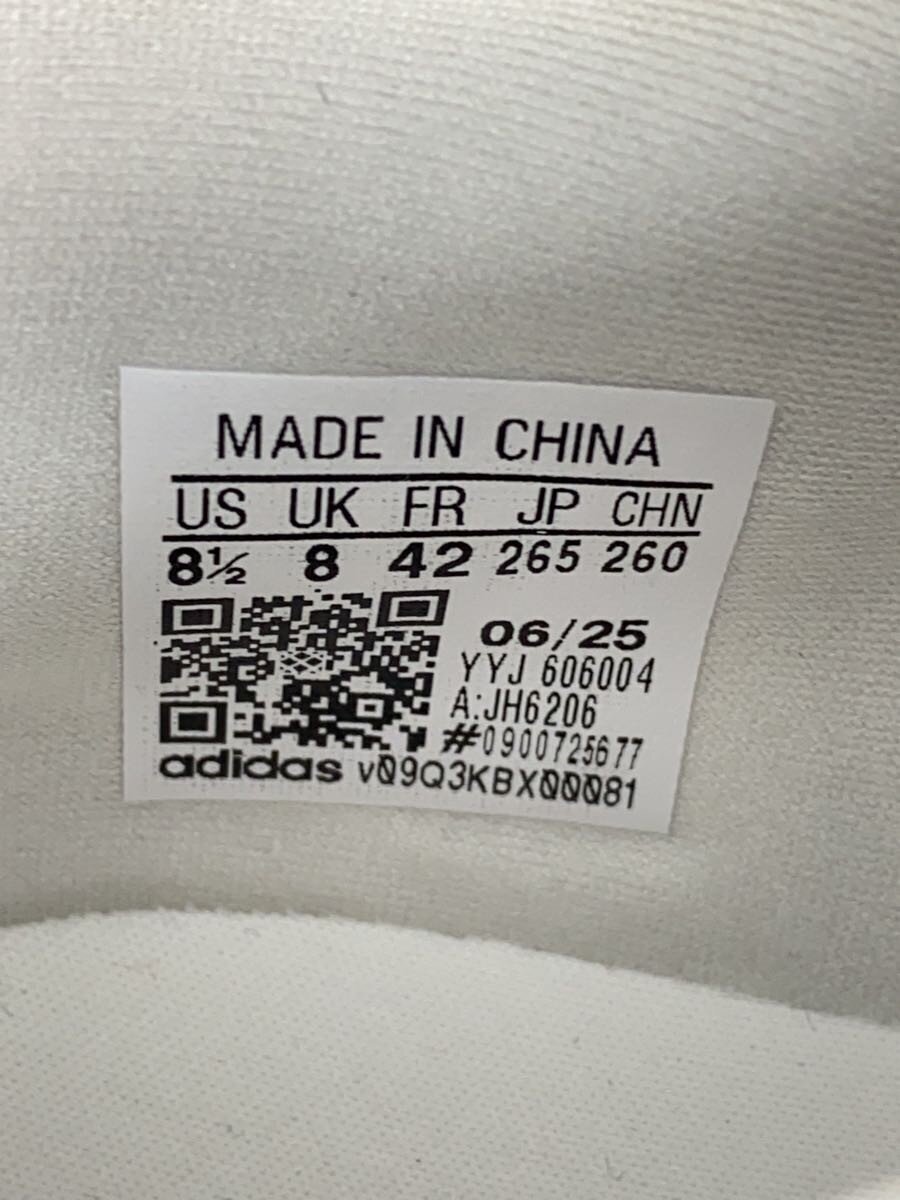 MADE IN CHINA
US UK FR JP CHN
8½ 8 42 265 260
06/25
YYJ 606004
A:JH6206
#0900725677
adidas v09Q3KBX00081